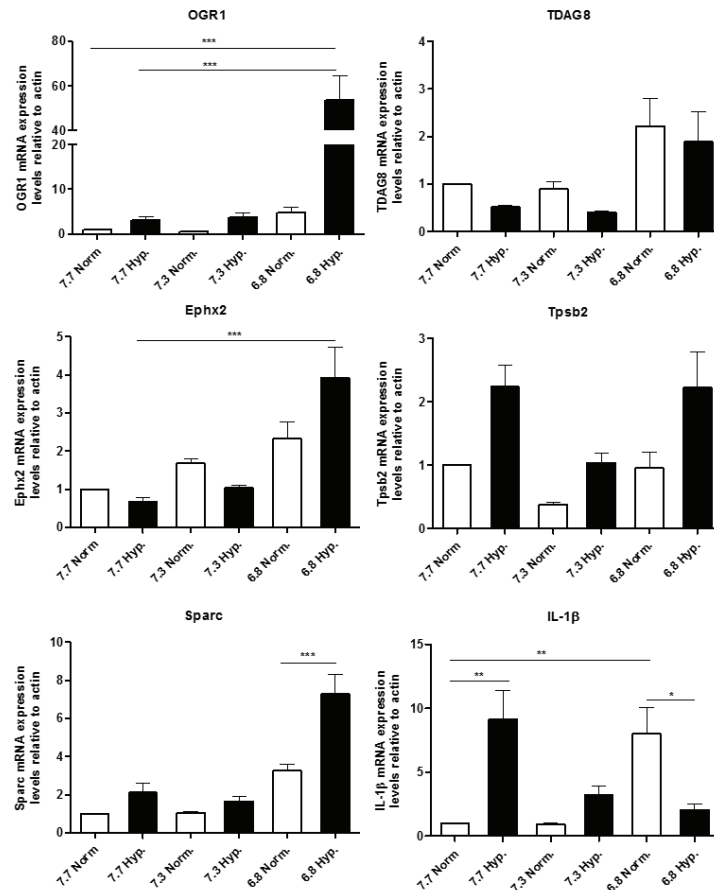 OGR1
***
***
80
60
40
20
10
0
OGR1 mRNA expression
levels relative to actin
7.7 Norm
7.7 Hyp.
7.3 Norm.
7.3 Hyp.
6.8 Norm.
6.8 Hyp.
TDAG8
4
3
2
1
0
TDAG8 mRNA expression
levels relative to actin
7.7 Norm
7.7 Hyp.
7.3 Norm.
7.3 Hyp.
6.8 Norm.
6.8 Hyp.
Ephx2
***
5
4
3
2
1
0
Ephx2 mRNA expression
levels relative to actin
7.7 Norm
7.7 Hyp.
7.3 Norm.
7.3 Hyp.
6.8 Norm.
6.8 Hyp.
Tpsb2
3
2
1
0
Tpsb2 mRNA expression
levels relative to actin
7.7 Norm
7.7 Hyp.
7.3 Norm.
7.3 Hyp.
6.8 Norm.
6.8 Hyp.
Sparc
***
10
8
6
4
2
0
Sparc mRNA expression
levels relative to actin
7.7 Norm
7.7 Hyp.
7.3 Norm.
7.3 Hyp.
6.8 Norm.
6.8 Hyp.
IL-1β
**
**
*
15
10
5
0
IL-1β mRNA expression
levels relative to actin
7.7 Norm
7.7 Hyp.
7.3 Norm.
7.3 Hyp.
6.8 Norm.
6.8 Hyp.